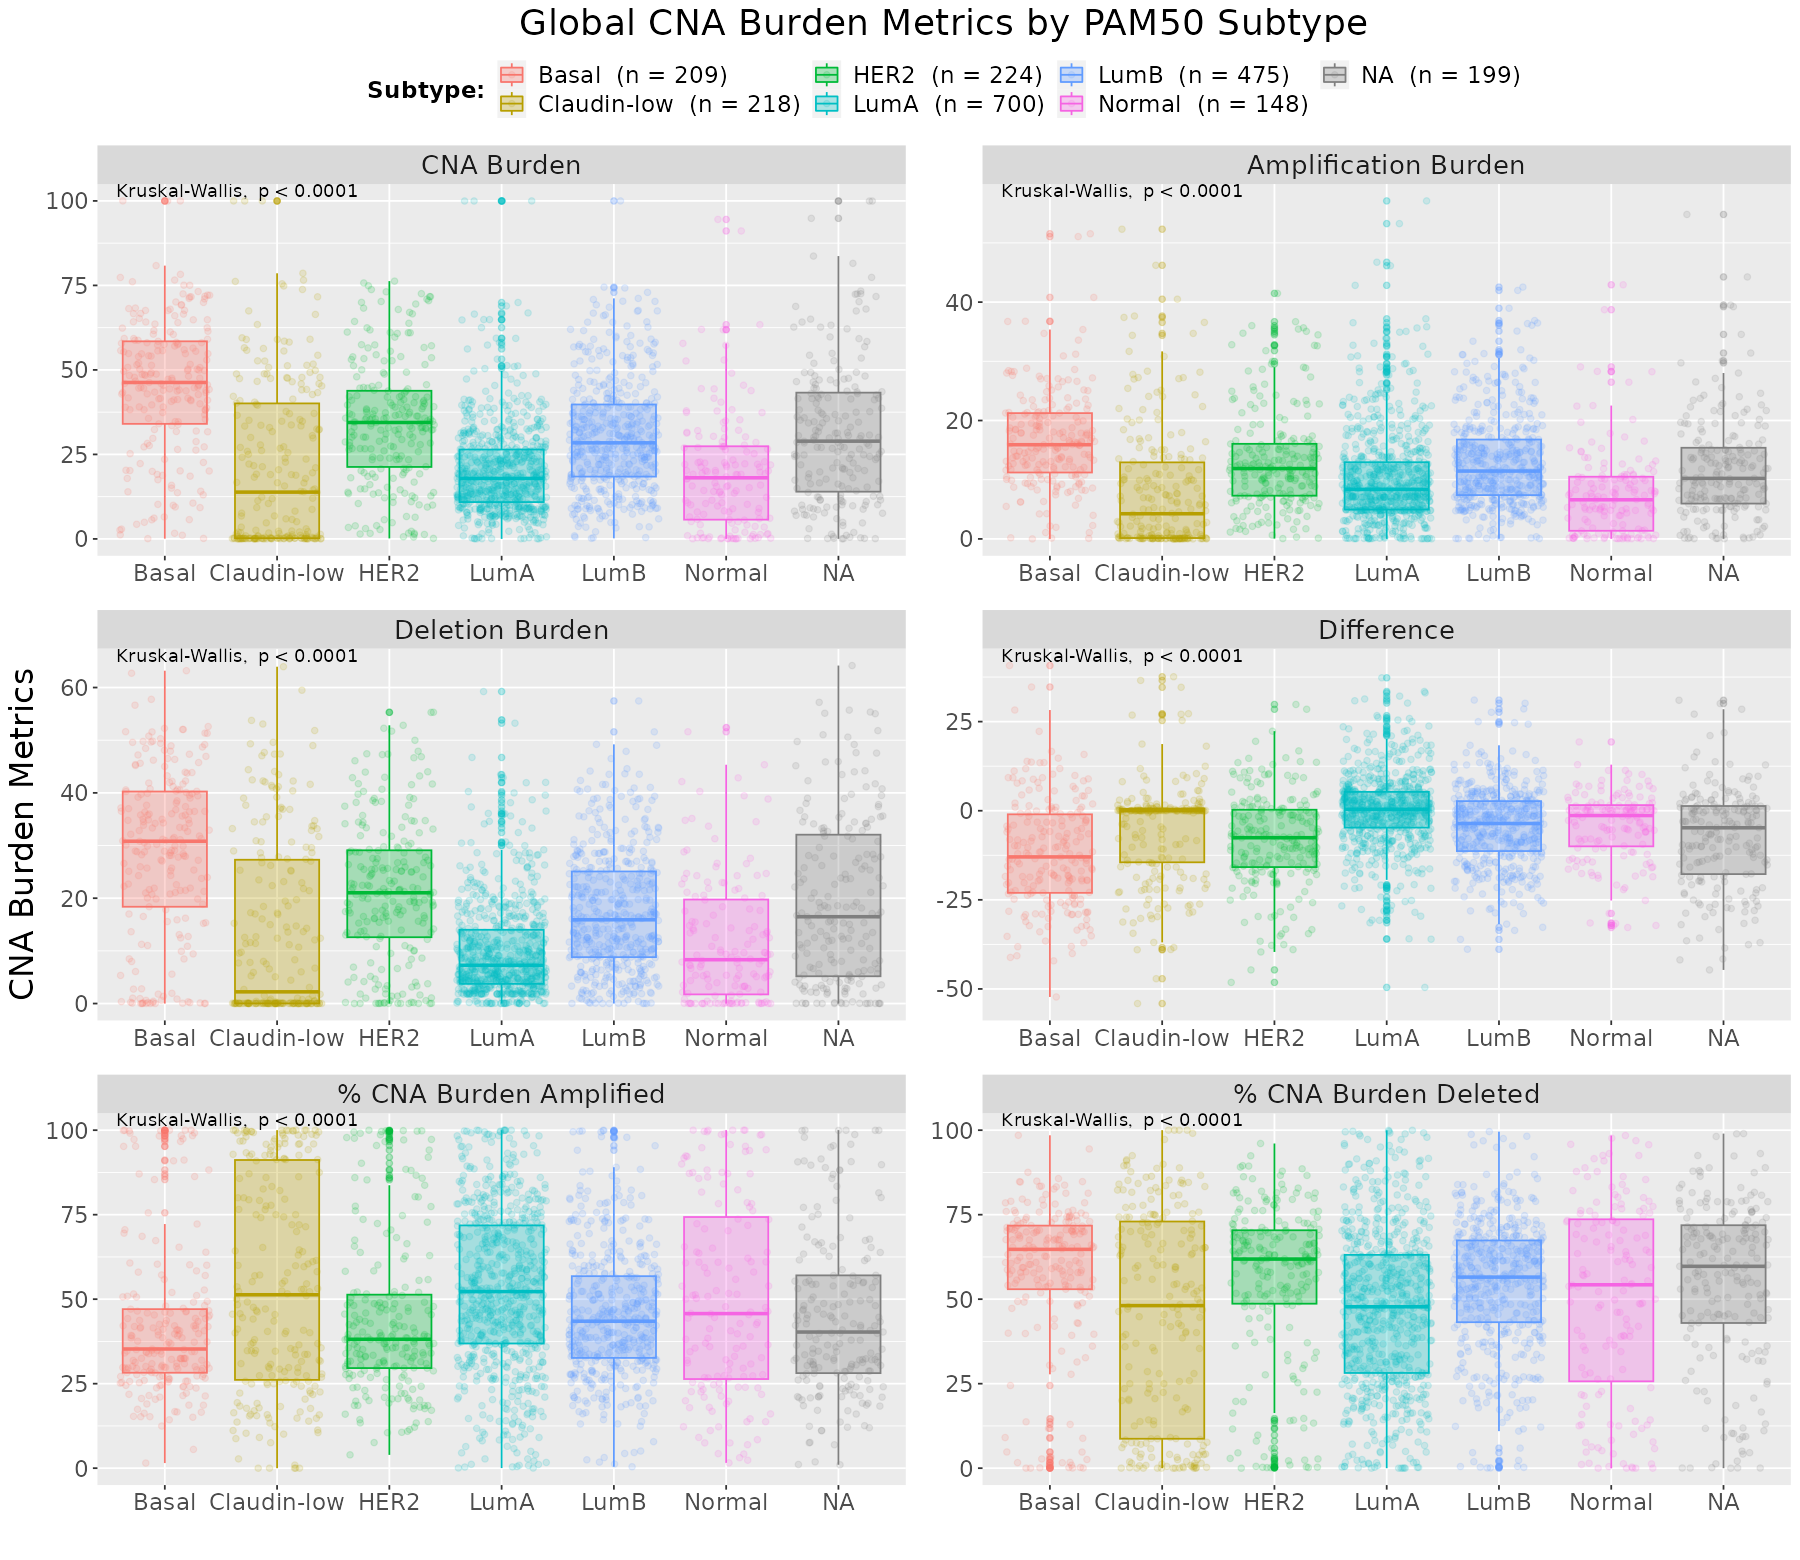 Global CNA Burden Metrics by PAM50 Subtype
Subtype:
Basal (n = 209)
HER2 (n = 224)
LumB (n = 475)
NA (n = 199)
Claudin-low (n = 218)
LumA (n = 700)
Normal (n = 148)
CNA Burden Metrics
CNA Burden
Kruskal-Wallis, p < 0.0001
100
75
50
25
0
Basal Claudin-low HER2 LumA LumB Normal NA
Amplification Burden
Kruskal-Wallis, p < 0.0001
40
20
0
Basal Claudin-low HER2 LumA LumB Normal NA
Deletion Burden
Kruskal-Wallis, p < 0.0001
60
40
20
0
Basal Claudin-low HER2 LumA LumB Normal NA
Difference
Kruskal-Wallis, p < 0.0001
25
0
-25
-50
Basal Claudin-low HER2 LumA LumB Normal NA
% CNA Burden Amplified
Kruskal-Wallis, p < 0.0001
100
75
50
25
0
Basal Claudin-low HER2 LumA LumB Normal NA
% CNA Burden Deleted
Kruskal-Wallis, p < 0.0001
100
75
50
25
0
Basal Claudin-low HER2 LumA LumB Normal NA